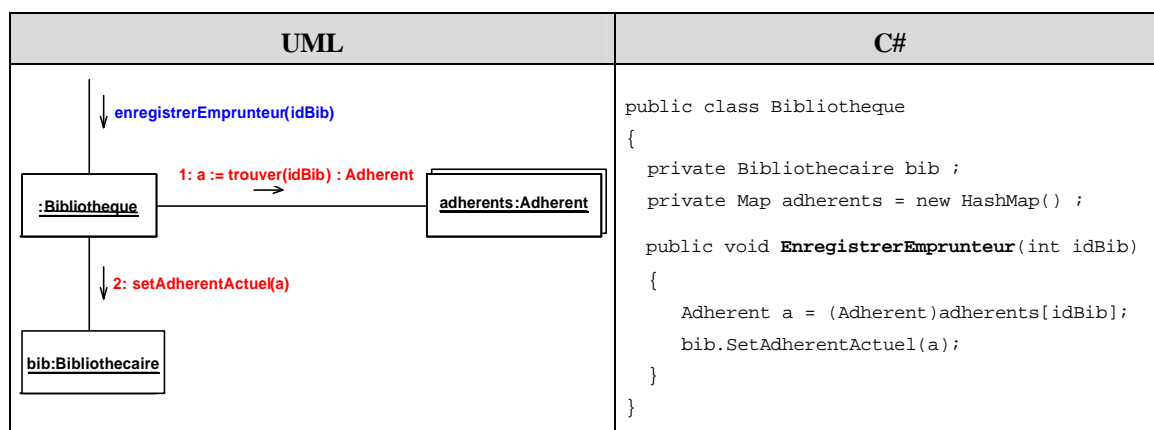 UML
C#
enregistrerEmprunteur(idBib)
1: a := trouver(idBib) : Adherent
:Bibliotheque
adherents:Adherent
2: setAdherentActuel(a)
bib:Bibliothecaire
public class Bibliotheque
{
private Bibliothecaire bib ;
private Map adherents = new HashMap() ;
public void EnregistrerEmprunteur(int idBib)
{
Adherent a = (Adherent)adherents[idBib];
bib.SetAdherentActuel(a);
}
}